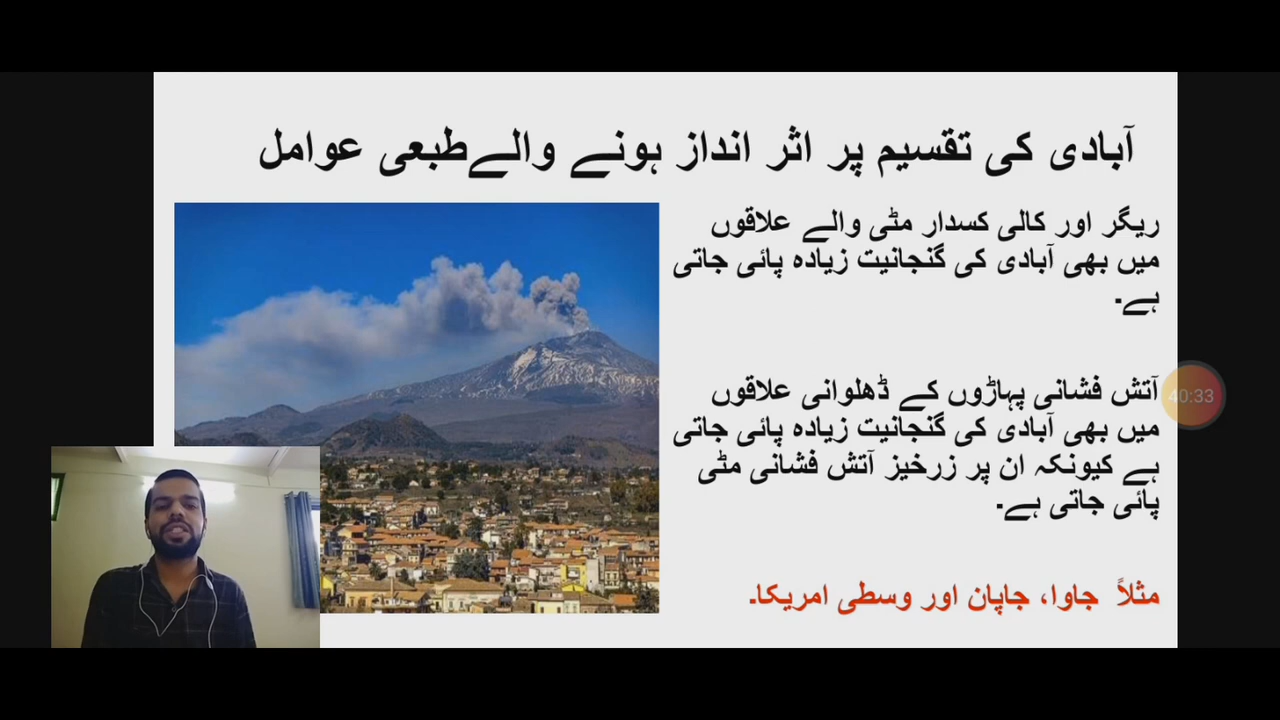 آبادی کی تقسیم پر اثر انداز ہونے والےطبعی عوامل
ریگر اور کالی کسدار مٹی والے علاقوں
میں بھی آبادی کی گنجانیت زیادہ پائی جاتی
ہے۔
آتش فشانی پہاڑوں کے ڈھلوانی علاقوں
میں بھی آبادی کی گنجانیت زیادہ پائی جاتی
ہے کیونکہ ان پر زرخیز آتش فشانی مٹی
پائی جاتی ہے۔
مثلاً جاوا، جاپان اور وسطی امریکا۔
40:33